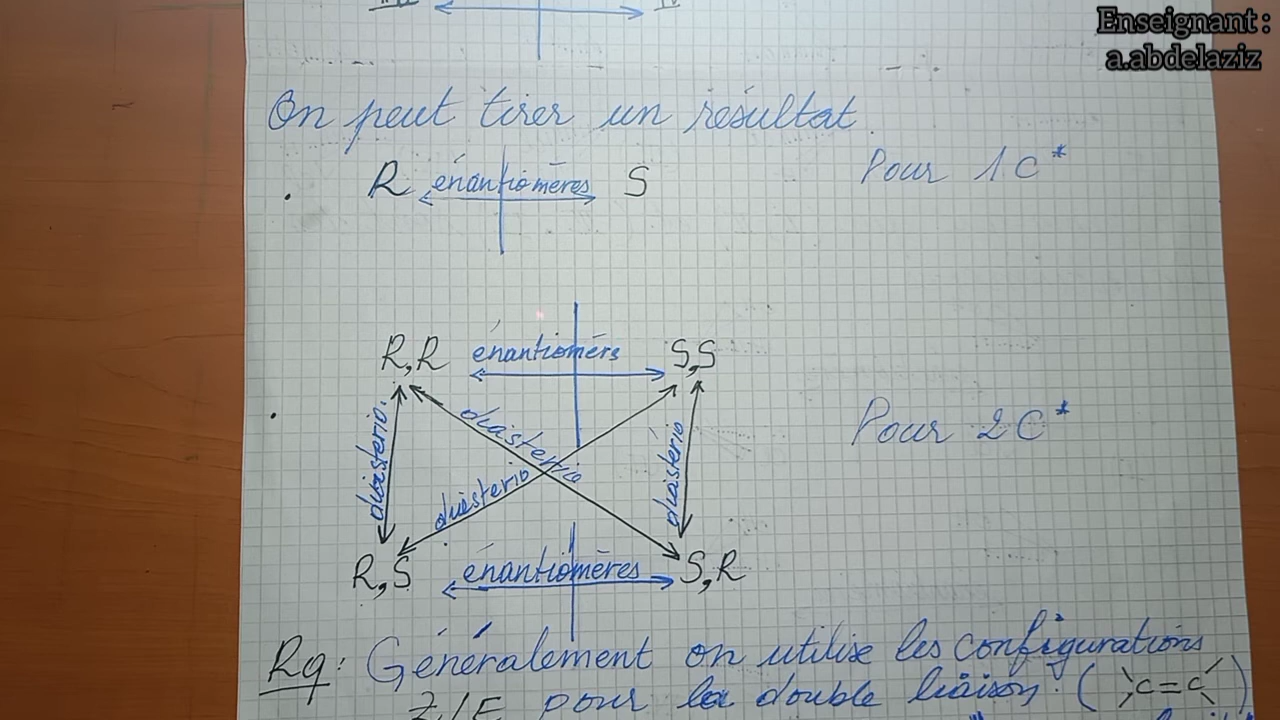 Enseignant :
a.abdelaziz
On peut tirer un résultat.
R énantiomères S Pour 1C*
R,R énantiomèrs S,S
diastério. diastério diastério diastério Pour 2C*
R,S énantiomères S,R
Rq: Généralement on utilise les configurations
Z/E pour la double liaison. ( >C=C< )